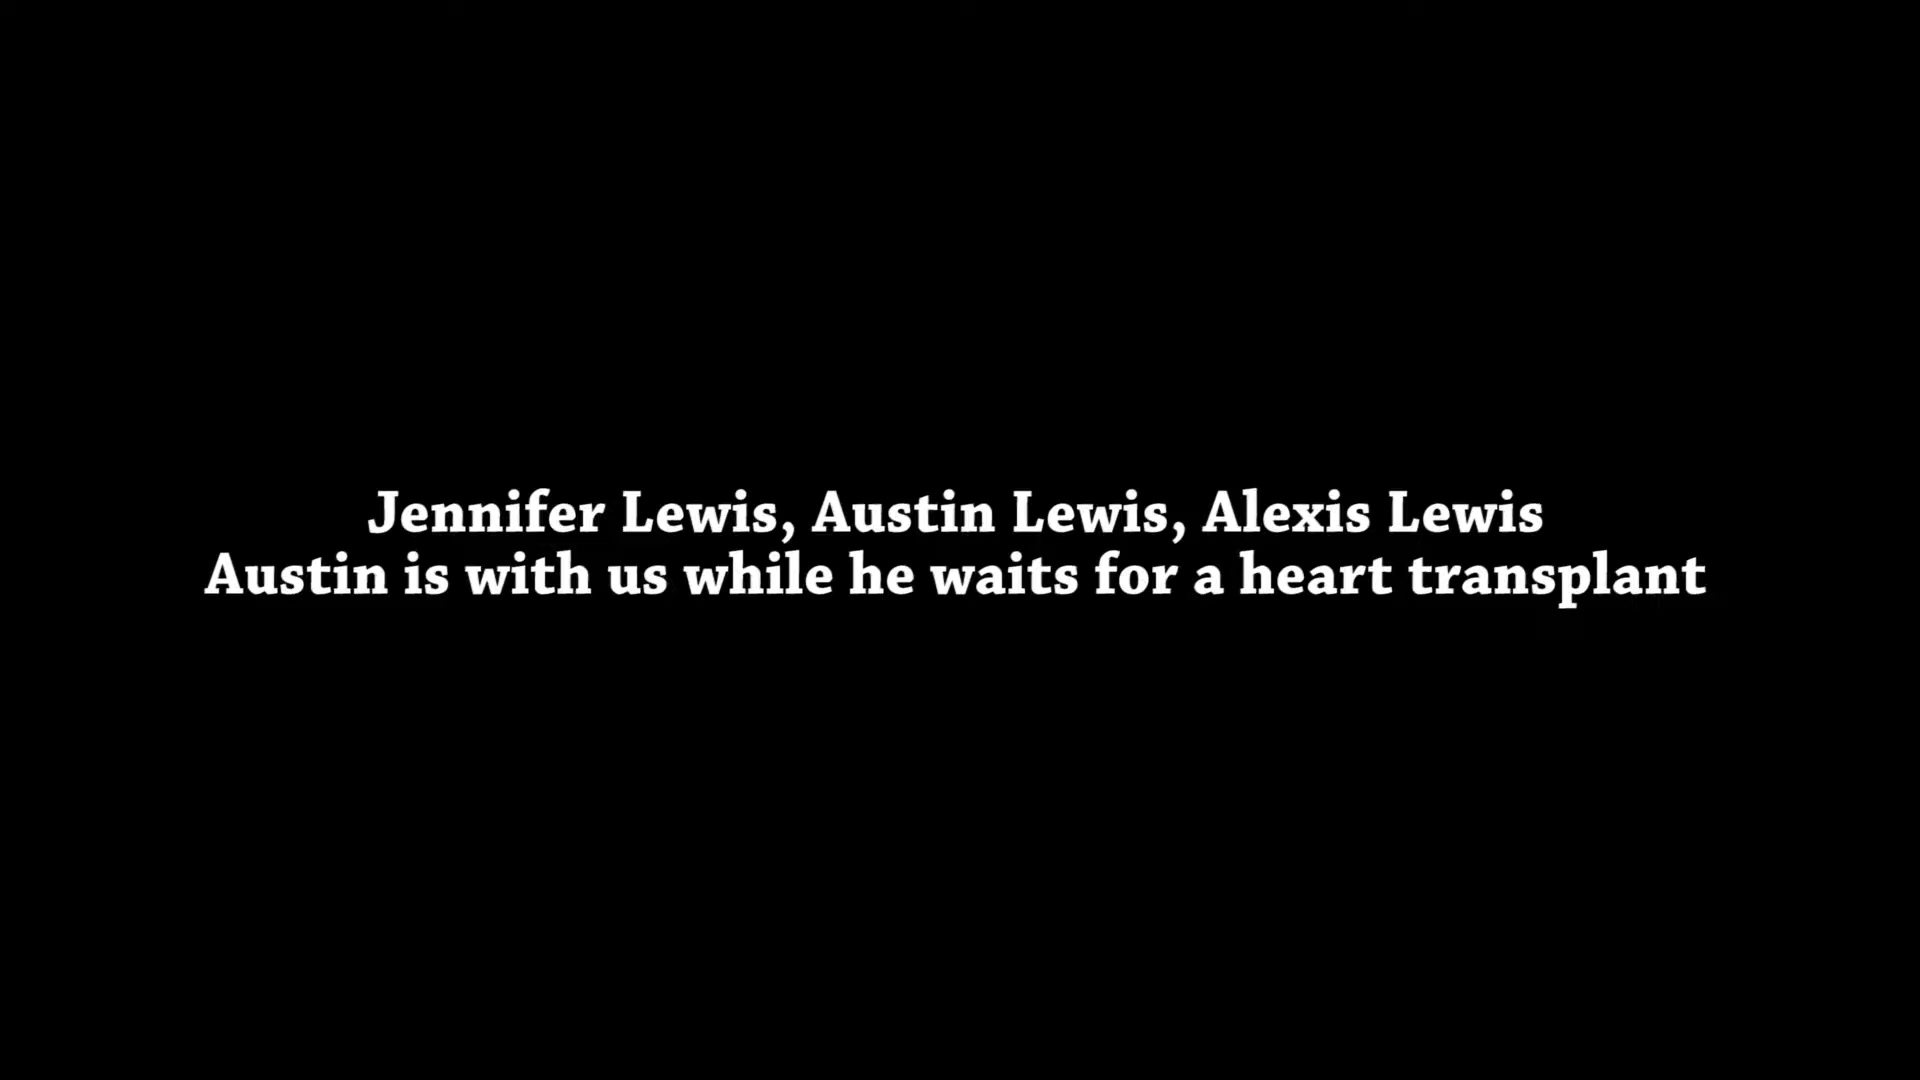 Jennifer Lewis, Austin Lewis, Alexis Lewis
Austin is with us while he waits for a heart transplant